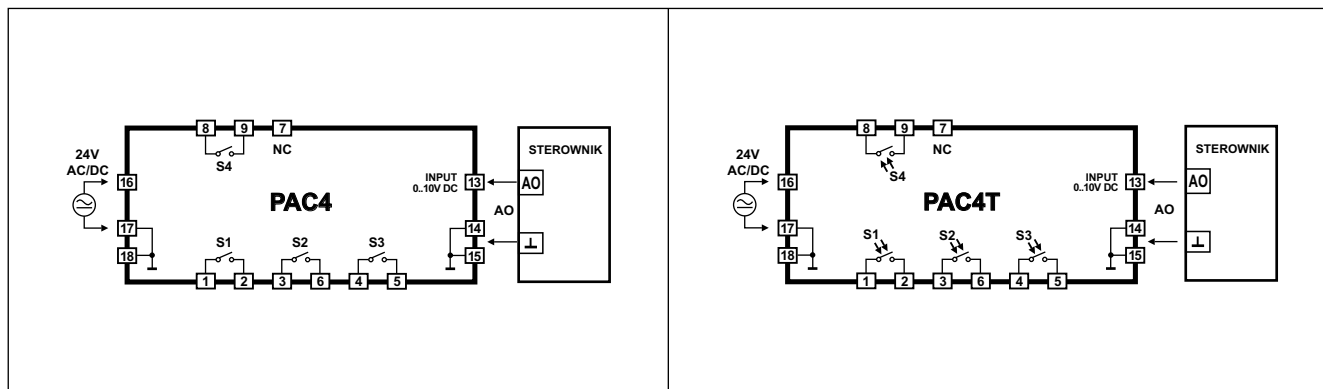 8 9 7
NC
S4
24V
AC/DC
16
17
18
PAC4
INPUT
0..10V DC
13
14
15
S1 S2 S3
1 2 3 6 4 5
STEROWNIK
AO
AO
⊥
8 9 7
NC
S4
24V
AC/DC
16
17
18
PAC4T
INPUT
0..10V DC
13
14
15
S1 S2 S3
1 2 3 6 4 5
STEROWNIK
AO
AO
⊥